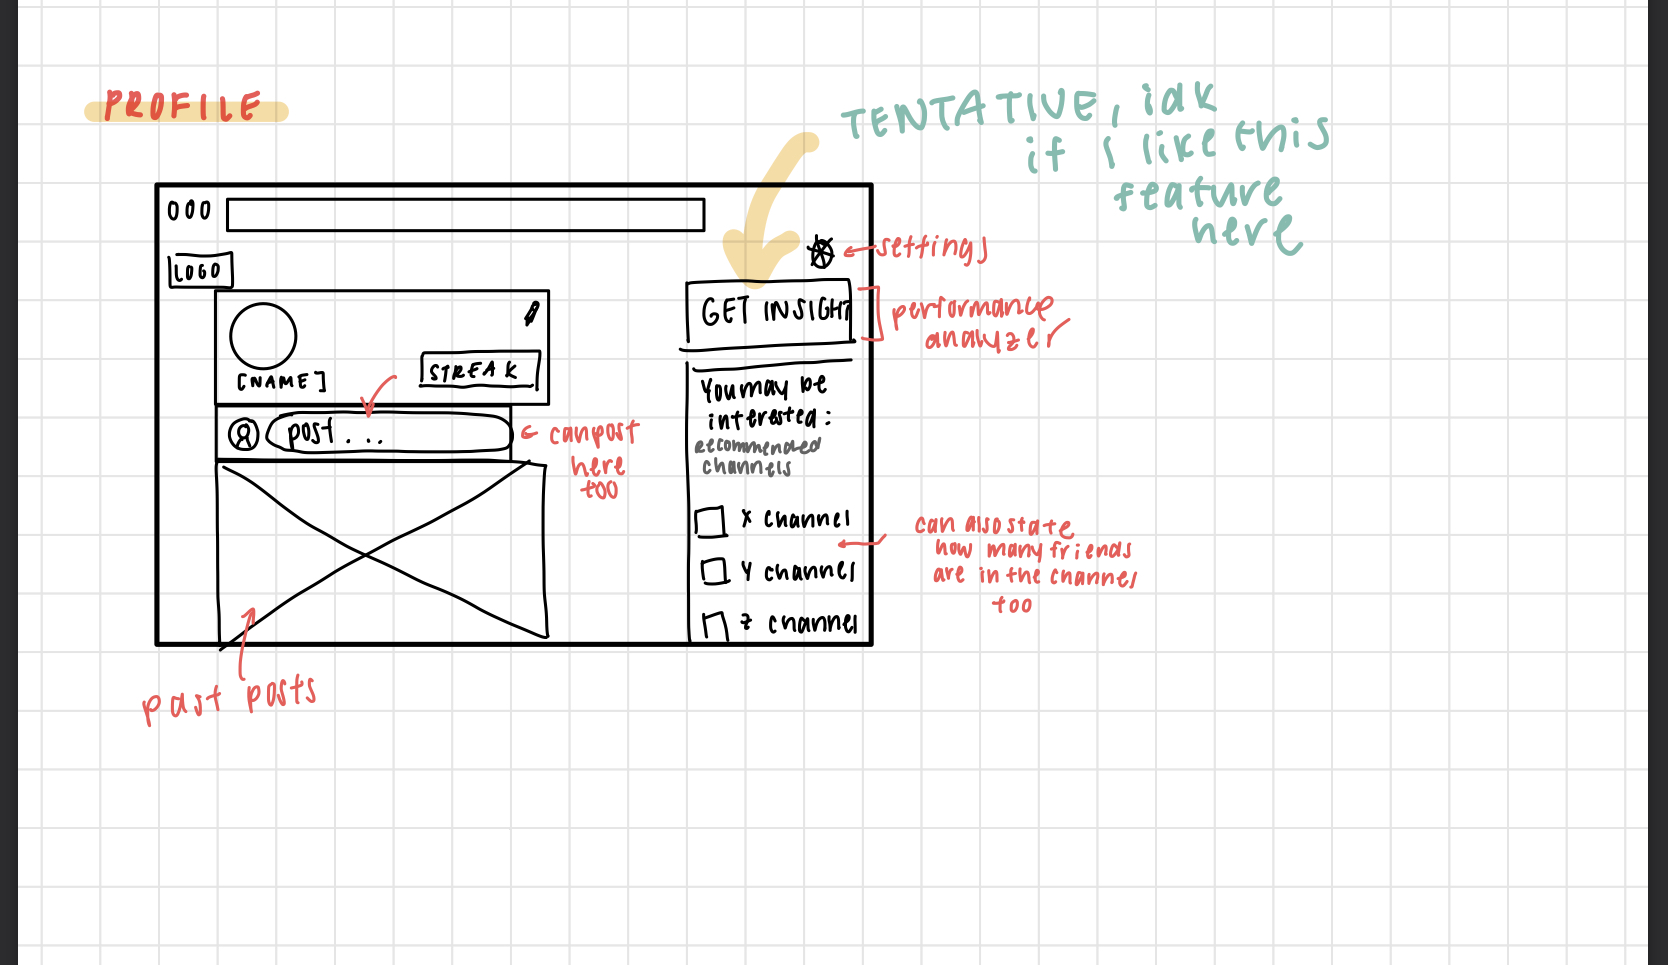 PROFILE
TENTATIVE, idk
if I like this
feature
here
settings
LOGO
GET INSIGHT
performance
analyzer
[NAME]
STREAK
post ...
can post
here
too
You may be
interested:
recommended
channels
X channel
Y channel
Z channel
can also state
how many friends
are in the channel
too
past posts